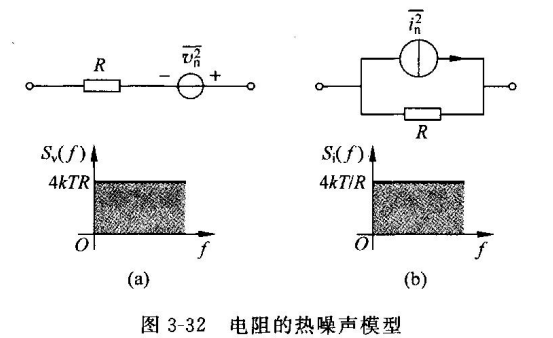 R
$\overline{v_n^2}$
− +
$\overline{i_n^2}$
R
S_v(f)
4kTR
O
f
S_i(f)
4kT/R
O
f
(a)
(b)
图 3-32 电阻的热噪声模型